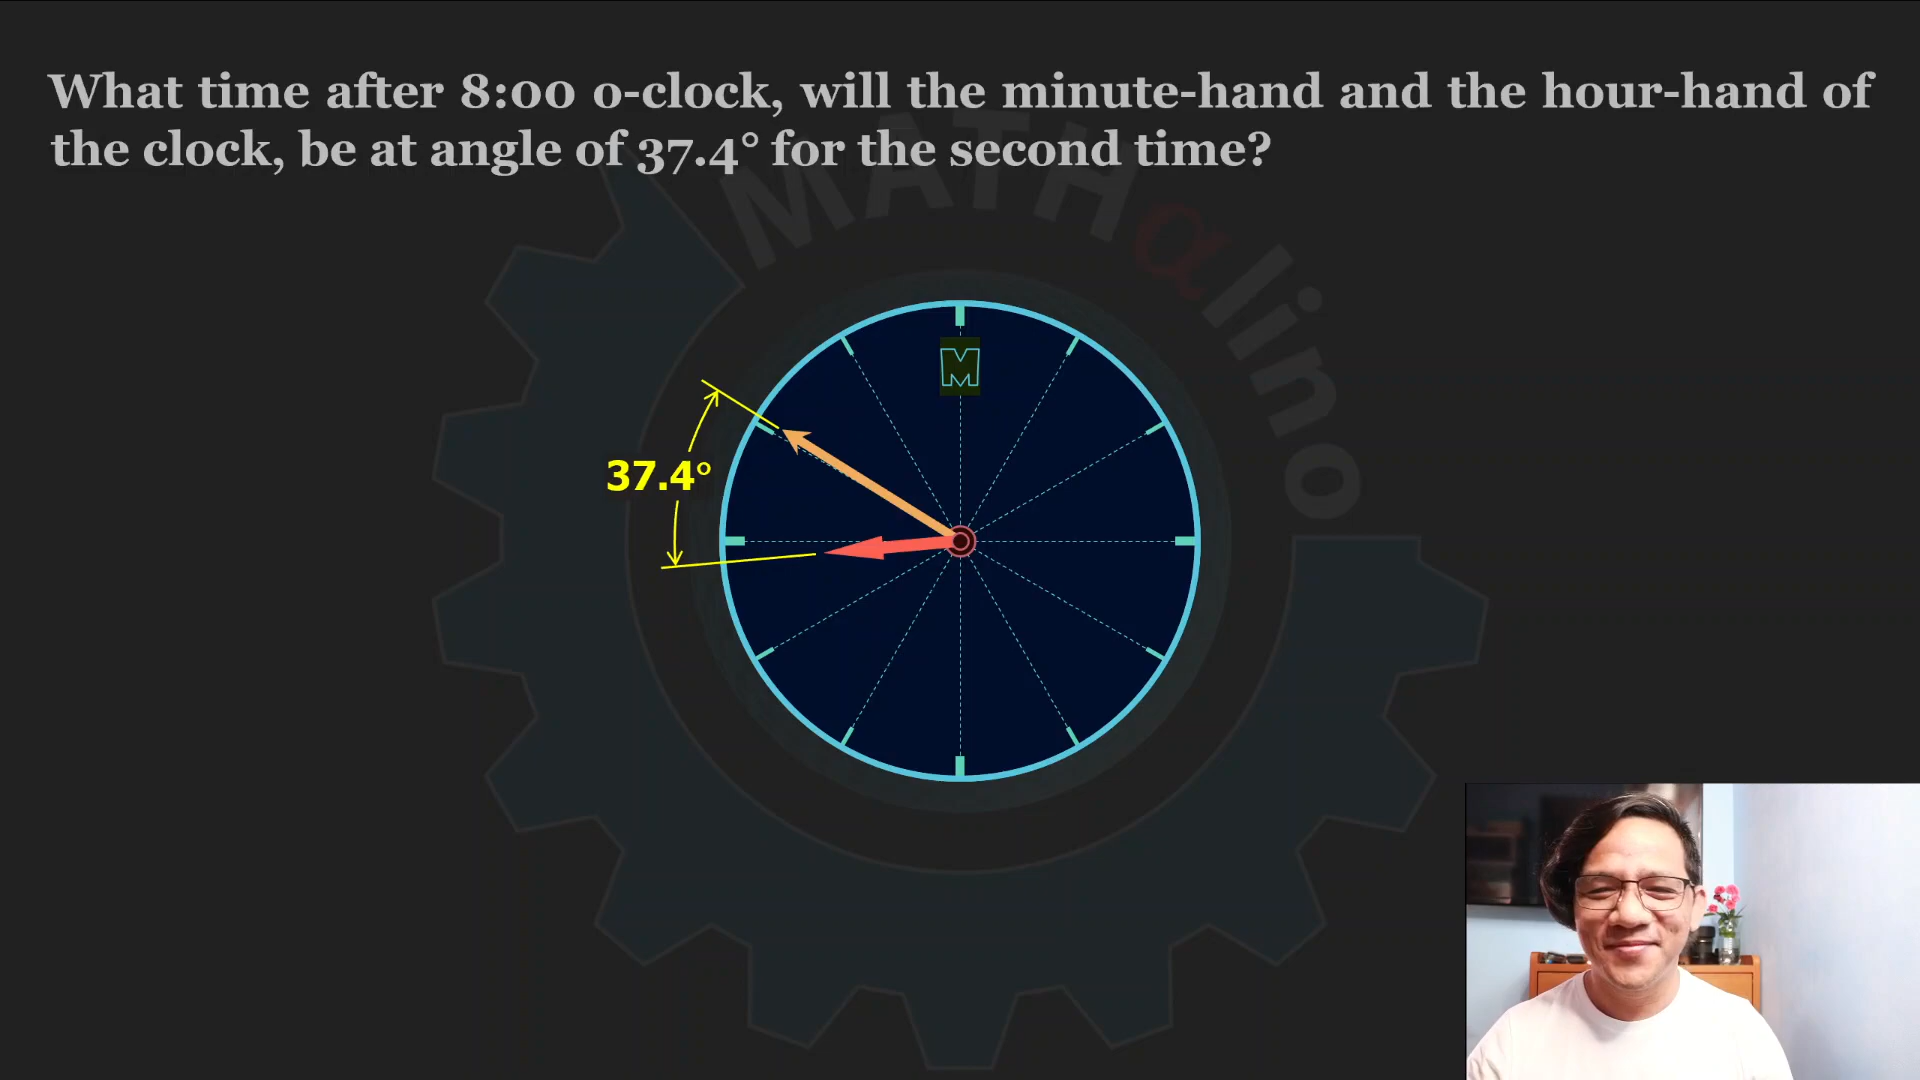 What time after 8:00 o-clock, will the minute-hand and the hour-hand of
the clock, be at angle of 37.4° for the second time?
MATHαlino
M
37.4°